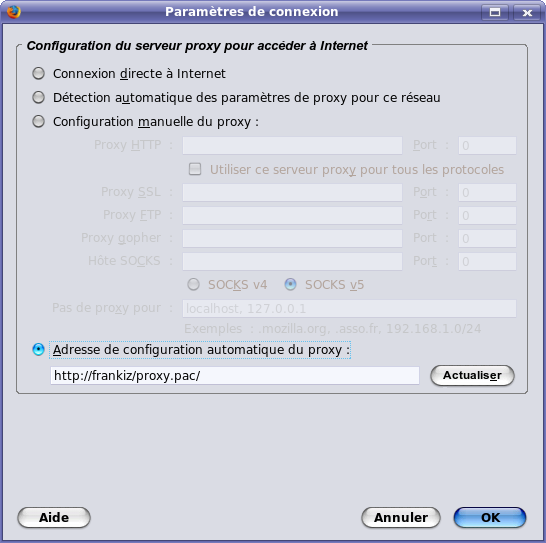 Paramètres de connexion
Configuration du serveur proxy pour accéder à Internet
Connexion directe à Internet
Détection automatique des paramètres de proxy pour ce réseau
Configuration manuelle du proxy :
Proxy HTTP : Port : 0
Utiliser ce serveur proxy pour tous les protocoles
Proxy SSL : Port : 0
Proxy FTP : Port : 0
Proxy gopher : Port : 0
Hôte SOCKS : Port : 0
SOCKS v4 SOCKS v5
Pas de proxy pour : localhost, 127.0.0.1
Exemples : .mozilla.org, .asso.fr, 192.168.1.0/24
Adresse de configuration automatique du proxy :
http://frankiz/proxy.pac/ Actualiser
Aide Annuler OK